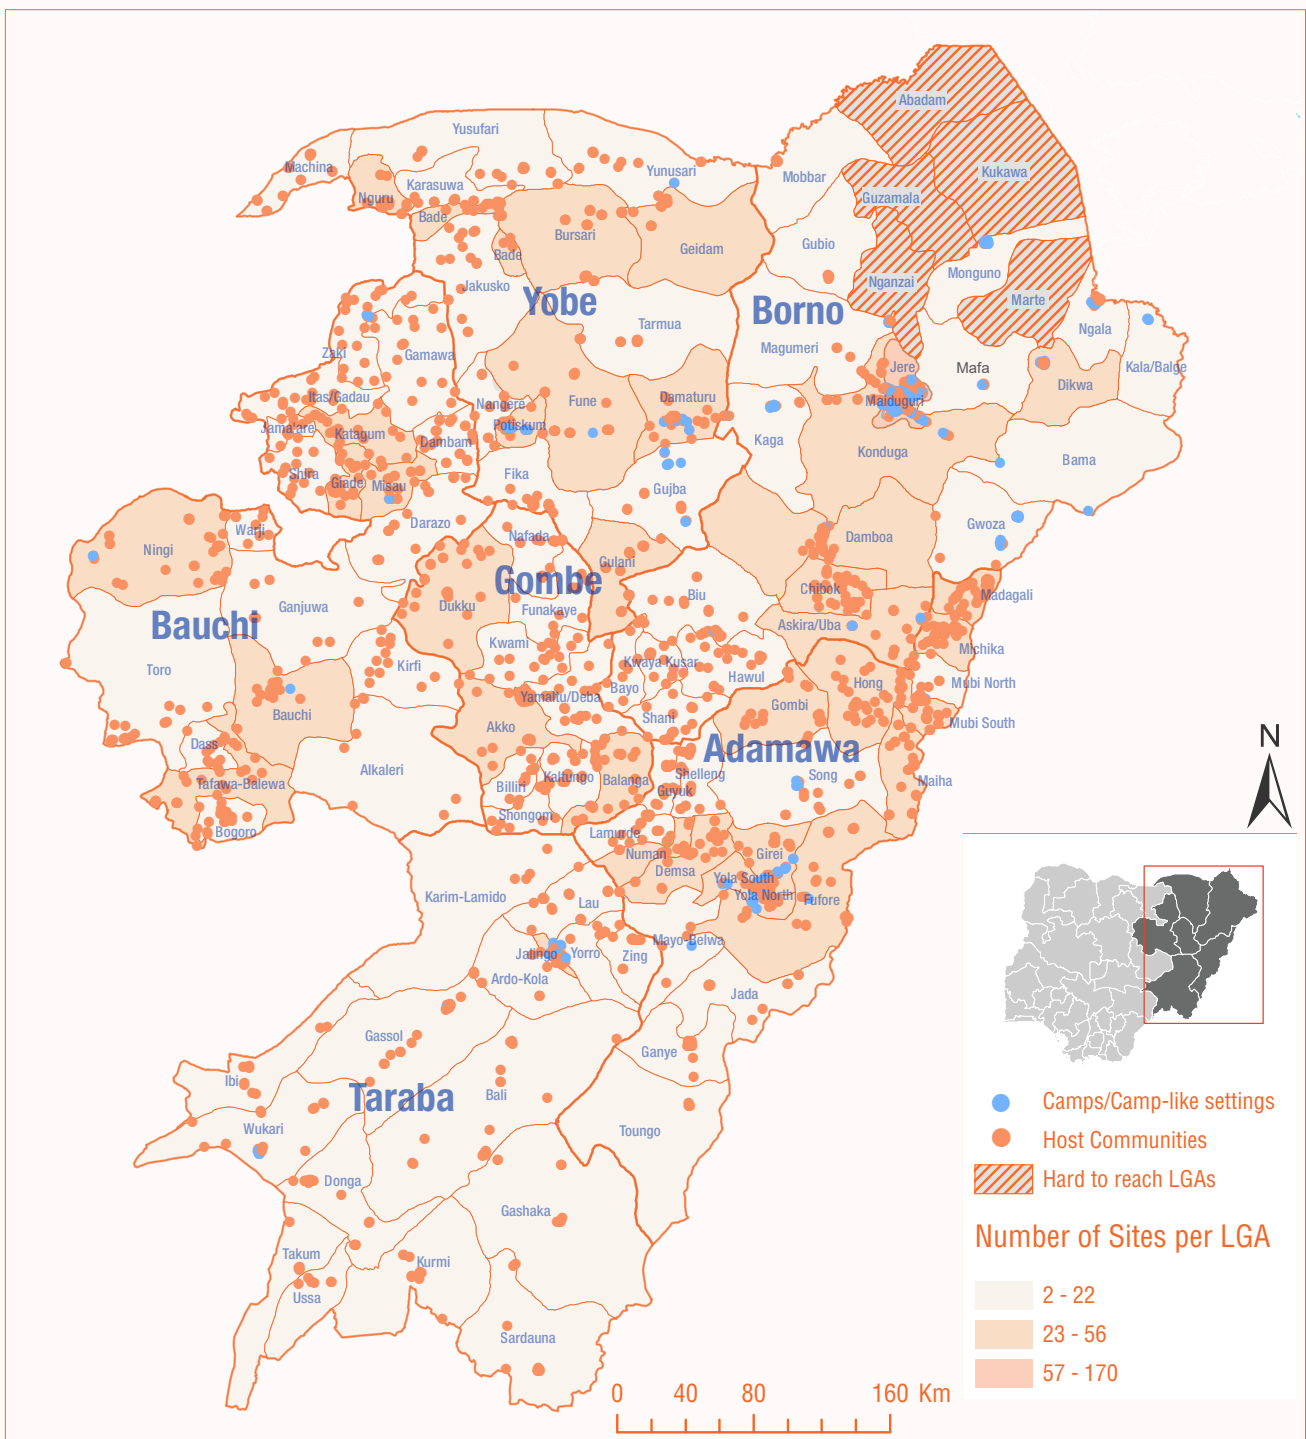 Abadam
Yusufari
Machina
Yunusari
Kukawa
Mobbar
Karasuwa
Nguru
Guzamala
Bade
Bursari
Gubio
Geidam
Bade
Monguno
Nganzai
Jakusko
Marte
Yobe
Borno
Tarmua
Ngala
Magumeri
Zaki
Gamawa
Jere
Mafa
Kala/Balge
Dikwa
Itas/Gadau
Nangere
Fune
Damaturu
Maiduguri
Jama'are
Katagum
Potiskum
Dambam
Kaga
Konduga
Bama
Shira
Giade
Misau
Fika
Gujba
Darazo
Gwoza
Warji
Nafada
Damboa
Ningi
Gulani
Gombe
Chibok
Biu
Madagali
Ganjuwa
Dukku
Funakaye
Bauchi
Askira/Uba
Kwami
Michika
Toro
Kirfi
Kwaya Kusar
Hawul
Mubi North
Hong
Bayo
Yamaltu/Deba
Gombi
Bauchi
Shani
Mubi South
Akko
N
Dass
Adamawa
Alkaleri
Shelleng
Song
Kaltungo
Balanga
Maiha
Tafawa-Balewa
Billiri
Guyuk
Shongom
Bogoro
Lamurde
Numan
Girei
Demsa
Yola South
Karim-Lamido
Yola North
Fufore
Lau
Mayo-Belwa
Jalingo
Yorro
Zing
Ardo-Kola
Jada
Gassol
Ganye
Ibi
Taraba
Bali
Camps/Camp-like settings
Wukari
Toungo
Host Communities
Donga
Hard to reach LGAs
Gashaka
Number of Sites per LGA
Takum
Kurmi
Ussa
2 - 22
Sardauna
23 - 56
57 - 170
0 40 80 160 Km